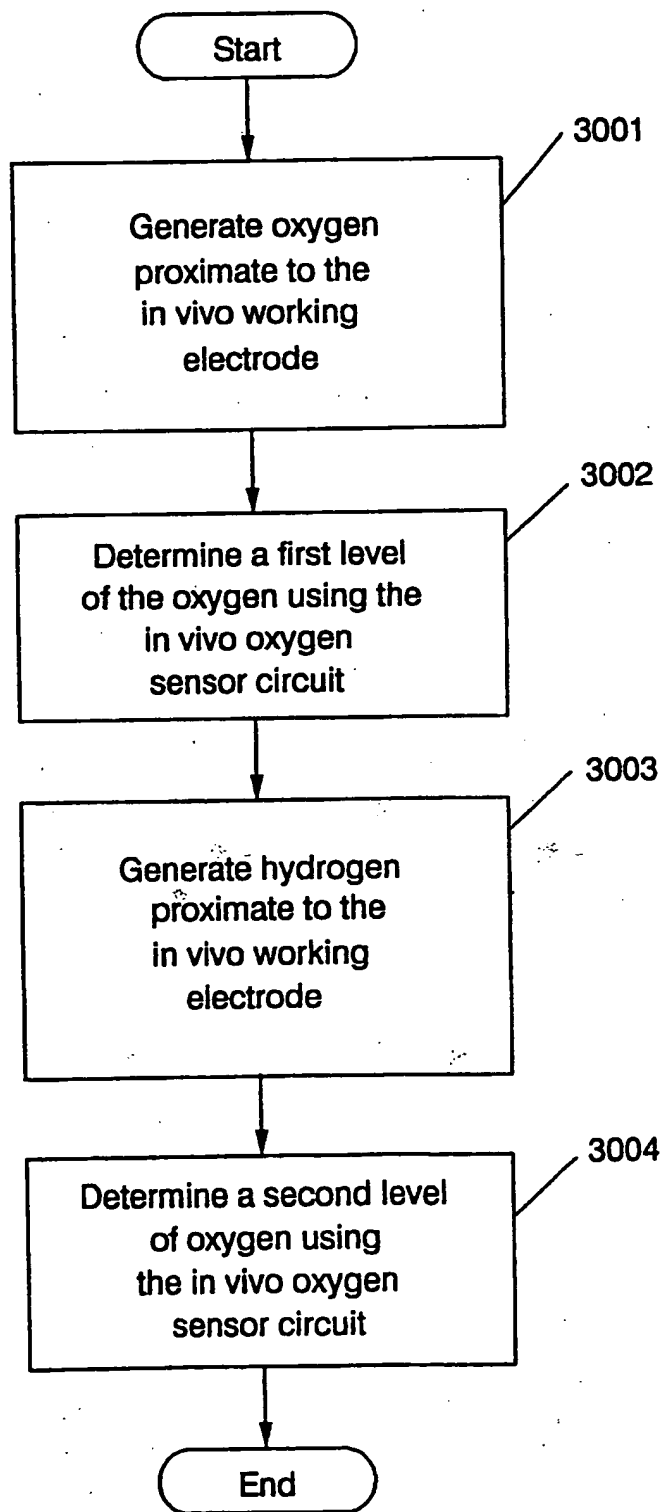 Start
3001
Generate oxygen
proximate to the
in vivo working
electrode
3002
Determine a first level
of the oxygen using the
in vivo oxygen
sensor circuit
3003
Generate hydrogen
proximate to the
in vivo working
electrode
3004
Determine a second level
of oxygen using
the in vivo oxygen
sensor circuit
End